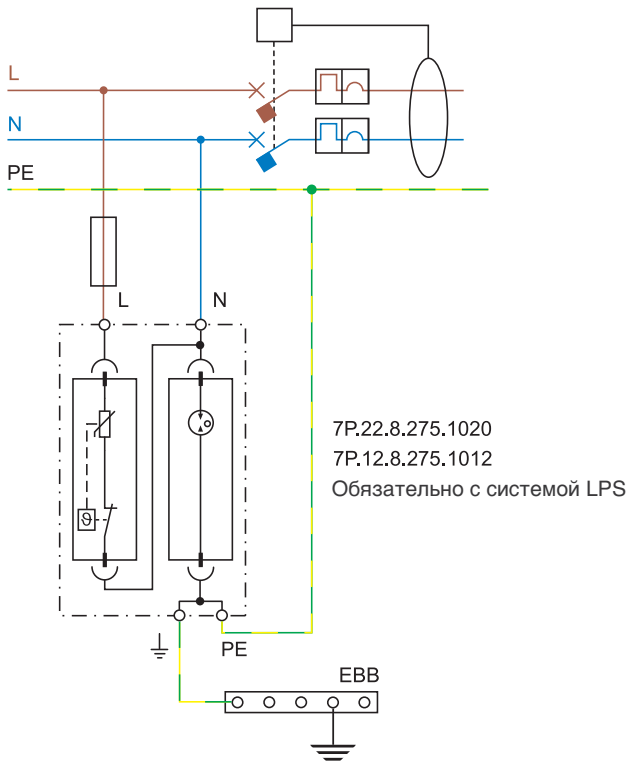 L
N
PE
L
N
7P.22.8.275.1020
7P.12.8.275.1012
Обязательно с системой LPS
ϑ
PE
EBB